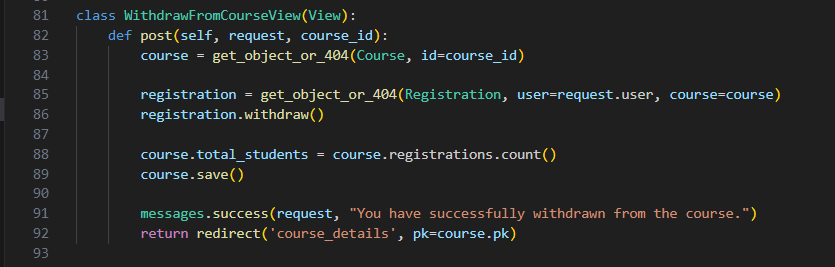 81 class WithdrawFromCourseView(View):
82     def post(self, request, course_id):
83         course = get_object_or_404(Course, id=course_id)
84
85         registration = get_object_or_404(Registration, user=request.user, course=course)
86         registration.withdraw()
87
88         course.total_students = course.registrations.count()
89         course.save()
90
91         messages.success(request, "You have successfully withdrawn from the course.")
92         return redirect('course_details', pk=course.pk)
93